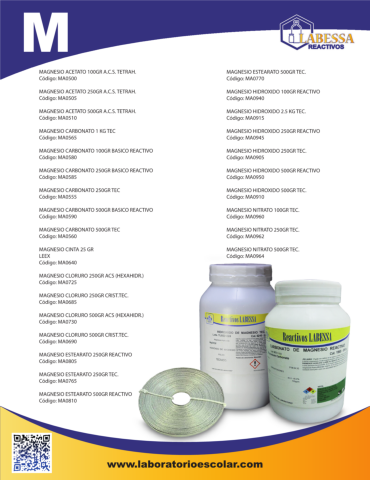 M
LABESSA
REACTIVOS
MAGNESIO ACETATO 100GR A.C.S. TETRAH.
Código: MA0500
MAGNESIO ACETATO 250GR A.C.S. TETRAH.
Código: MA0505
MAGNESIO ACETATO 500GR A.C.S. TETRAH.
Código: MA0510
MAGNESIO CARBONATO 1 KG TEC
Código: MA0565
MAGNESIO CARBONATO 100GR BASICO REACTIVO
Código: MA0580
MAGNESIO CARBONATO 250GR BASICO REACTIVO
Código: MA0585
MAGNESIO CARBONATO 250GR TEC
Código: MA0555
MAGNESIO CARBONATO 500GR BASICO REACTIVO
Código: MA0590
MAGNESIO CARBONATO 500GR TEC
Código: MA0560
MAGNESIO CINTA 25 GR
LEEX
Código: MA0640
MAGNESIO CLORURO 250GR ACS (HEXAHIDR.)
Código: MA0725
MAGNESIO CLORURO 250GR CRIST.TEC.
Código: MA0685
MAGNESIO CLORURO 500GR ACS (HEXAHIDR.)
Código: MA0730
MAGNESIO CLORURO 500GR CRIST.TEC.
Código: MA0690
MAGNESIO ESTEARATO 250GR REACTIVO
Código: MA0805
MAGNESIO ESTEARATO 250GR TEC.
Código: MA0765
MAGNESIO ESTEARATO 500GR REACTIVO
Código: MA0810
MAGNESIO ESTEARATO 500GR TEC.
Código: MA0770
MAGNESIO HIDROXIDO 100GR REACTIVO
Código: MA0940
MAGNESIO HIDROXIDO 2.5 KG TEC.
Código: MA0915
MAGNESIO HIDROXIDO 250GR REACTIVO
Código: MA0945
MAGNESIO HIDROXIDO 250GR TEC.
Código: MA0905
MAGNESIO HIDROXIDO 500GR REACTIVO
Código: MA0950
MAGNESIO HIDROXIDO 500GR TEC.
Código: MA0910
MAGNESIO NITRATO 100GR TEC.
Código: MA0960
MAGNESIO NITRATO 250GR TEC.
Código: MA0962
MAGNESIO NITRATO 500GR TEC.
Código: MA0964
Reactivos LABESSA
Reactivos LABESSA
CARBONATO DE MAGNESIO REACTIVO
www.laboratorioescolar.com